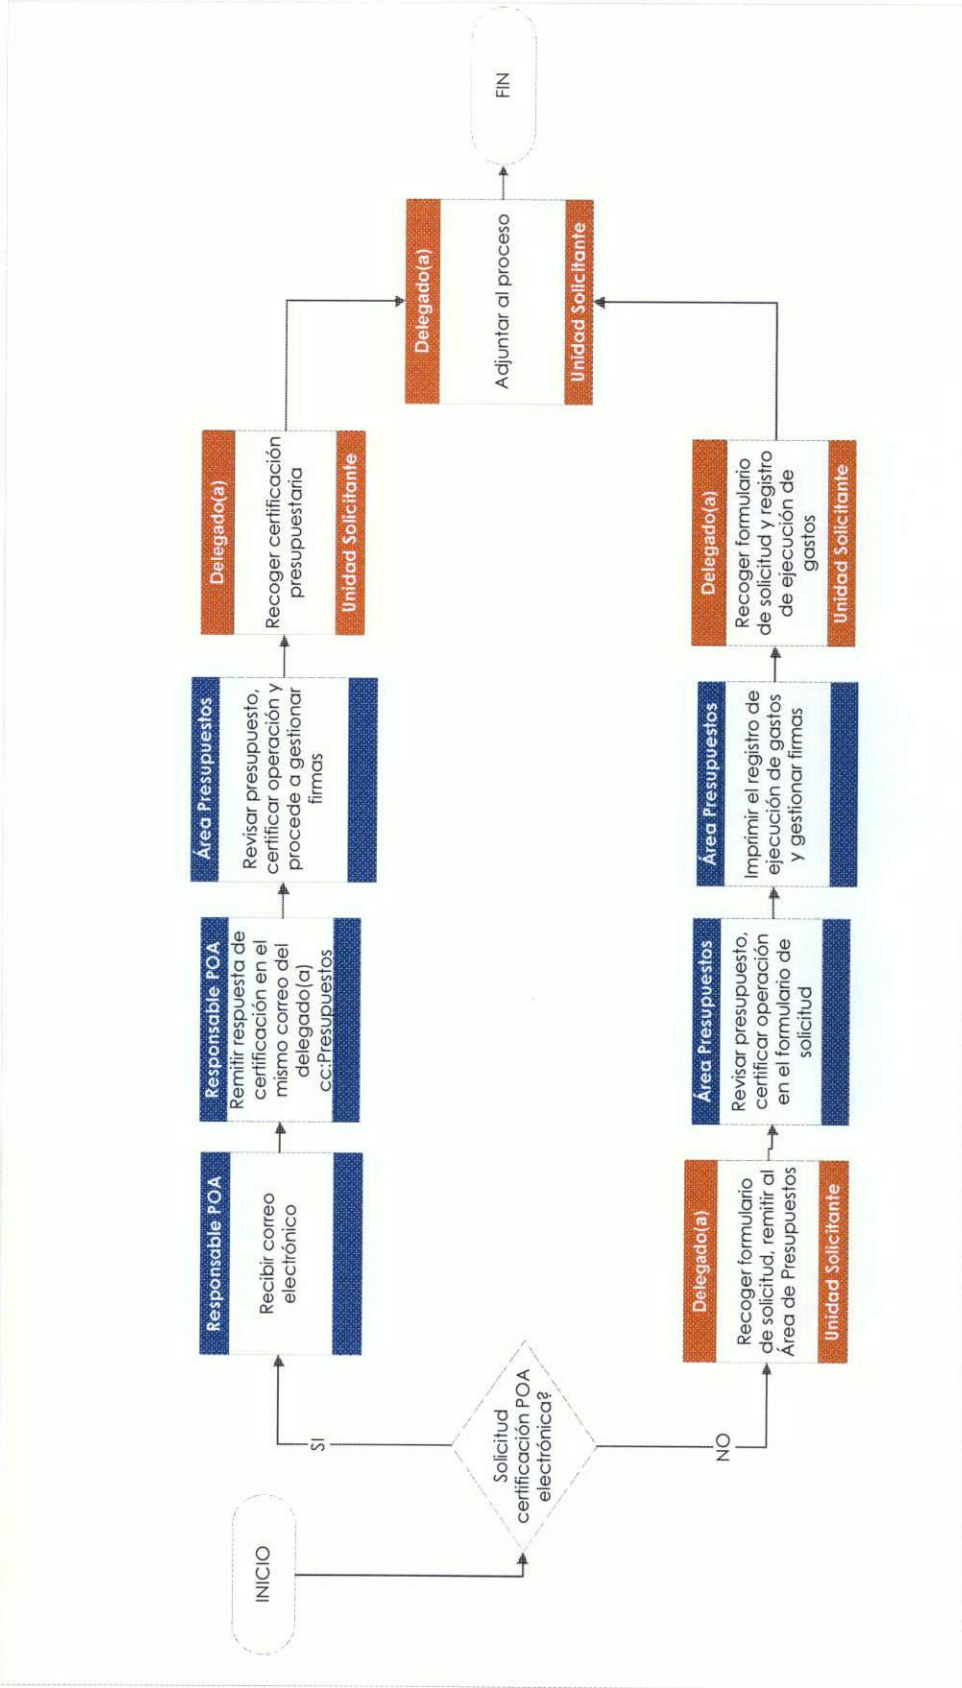 INICIO
Solicitud
certificación POA
electrónica?
SI
Responsable POA
Recibir correo
electrónico
Responsable POA
Remitir respuesta de
certificación en el
mismo correo del
delegado(a)
cc:Presupuestos
Área Presupuestos
Revisar presupuesto,
certificar operación y
procede a gestionar
firmas
Delegado(a)
Recoger certificación
presupuestaria
Unidad Solicitante
NO
Delegado(a)
Recoger formulario
de solicitud, remitir al
Área de Presupuestos
Unidad Solicitante
Área Presupuestos
Revisar presupuesto,
certificar operación
en el formulario de
solicitud
Área Presupuestos
Imprimir el registro de
ejecución de gastos
y gestionar firmas
Delegado(a)
Recoger formulario
de solicitud y registro
de ejecución de
gastos
Unidad Solicitante
Delegado(a)
Adjuntar al proceso
Unidad Solicitante
FIN